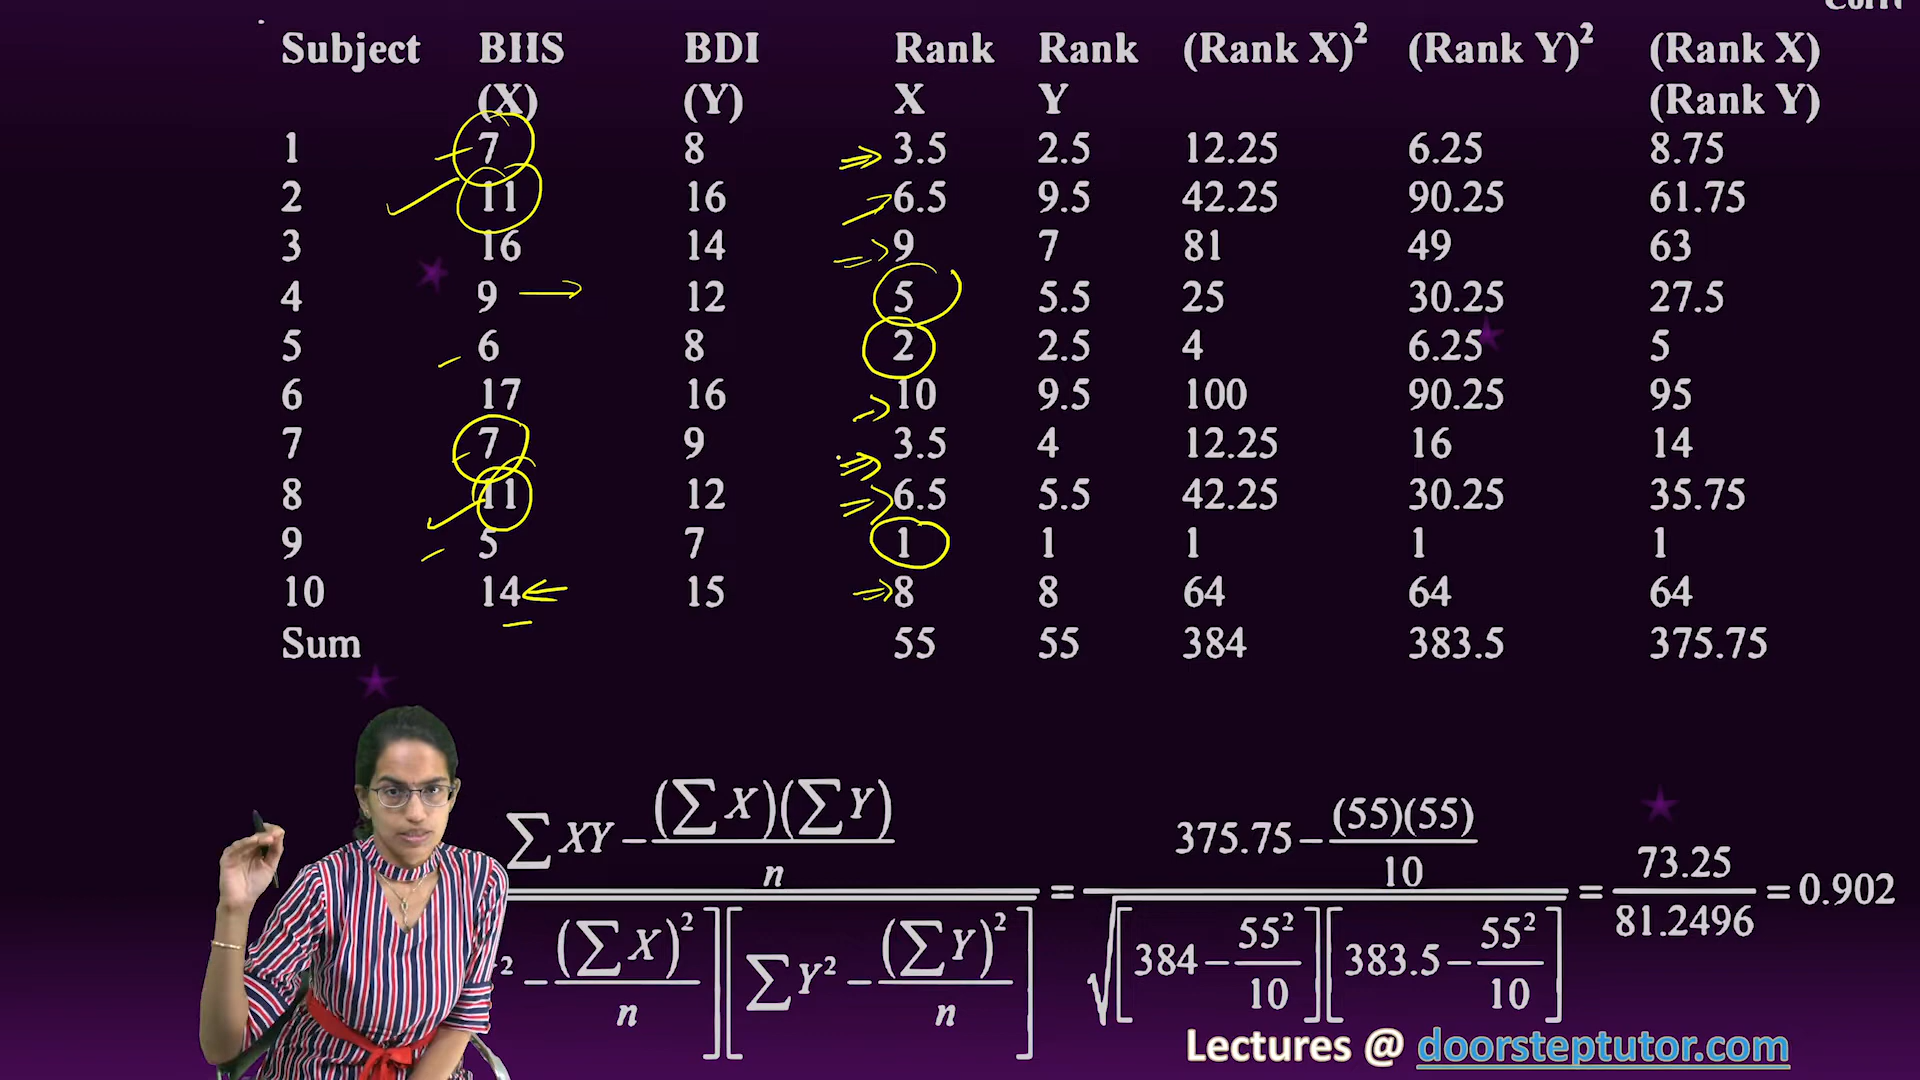 Subject BHS BDI Rank Rank (Rank X)² (Rank Y)² (Rank X)
(X) (Y) X Y (Rank Y)
1 7 8 3.5 2.5 12.25 6.25 8.75
2 11 16 6.5 9.5 42.25 90.25 61.75
3 16 14 9 7 81 49 63
4 9 12 5 5.5 25 30.25 27.5
5 6 8 2 2.5 4 6.25 5
6 17 16 10 9.5 100 90.25 95
7 7 9 3.5 4 12.25 16 14
8 11 12 6.5 5.5 42.25 30.25 35.75
9 5 7 1 1 1 1 1
10 14 15 8 8 64 64 64
Sum 55 55 384 383.5 375.75
∑XY − (∑X)(∑Y) / n = 375.75 − (55)(55) / 10 = 73.25 / 81.2496 = 0.902
² − (∑X)² / n] [∑Y² − (∑Y)² / n] √[384 − 55² / 10] [383.5 − 55² / 10]
Lectures @ doorsteptutor.com